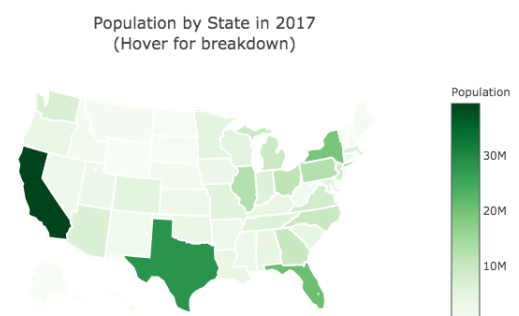 Population by State in 2017
(Hover for breakdown)
Population
30M
20M
10M